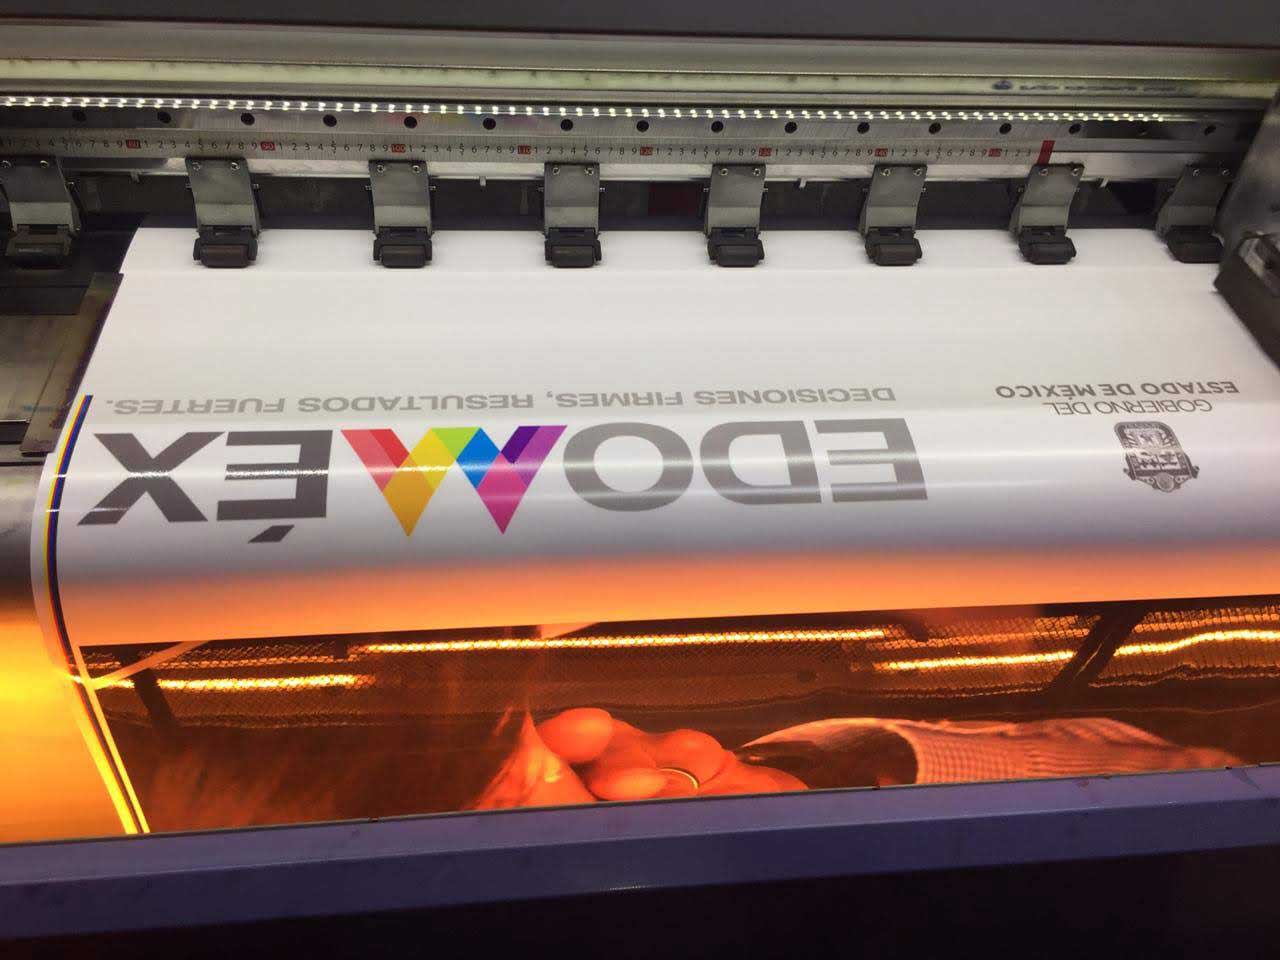 GOBIERNO DEL
ESTADO DE MÉXICO
EDOMÉX
DECISIONES FIRMES, RESULTADOS FUERTES.